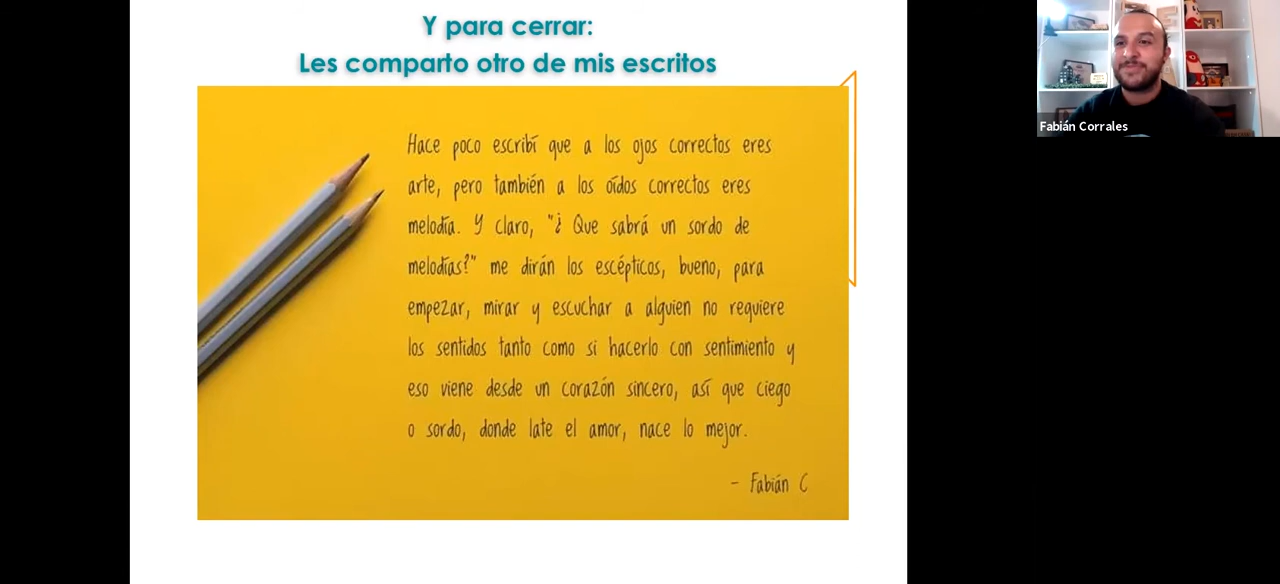 Y para cerrar:
Les comparto otro de mis escritos
Hace poco escribí que a los ojos correctos eres
arte, pero también a los oídos correctos eres
melodía. Y claro, "¿ Que sabrá un sordo de
melodías?" me dirán los escépticos, bueno, para
empezar, mirar y escuchar a alguien no requiere
los sentidos tanto como si hacerlo con sentimiento y
eso viene desde un corazón sincero, así que ciego
o sordo, donde late el amor, nace lo mejor.
- Fabián C
Fabián Corrales